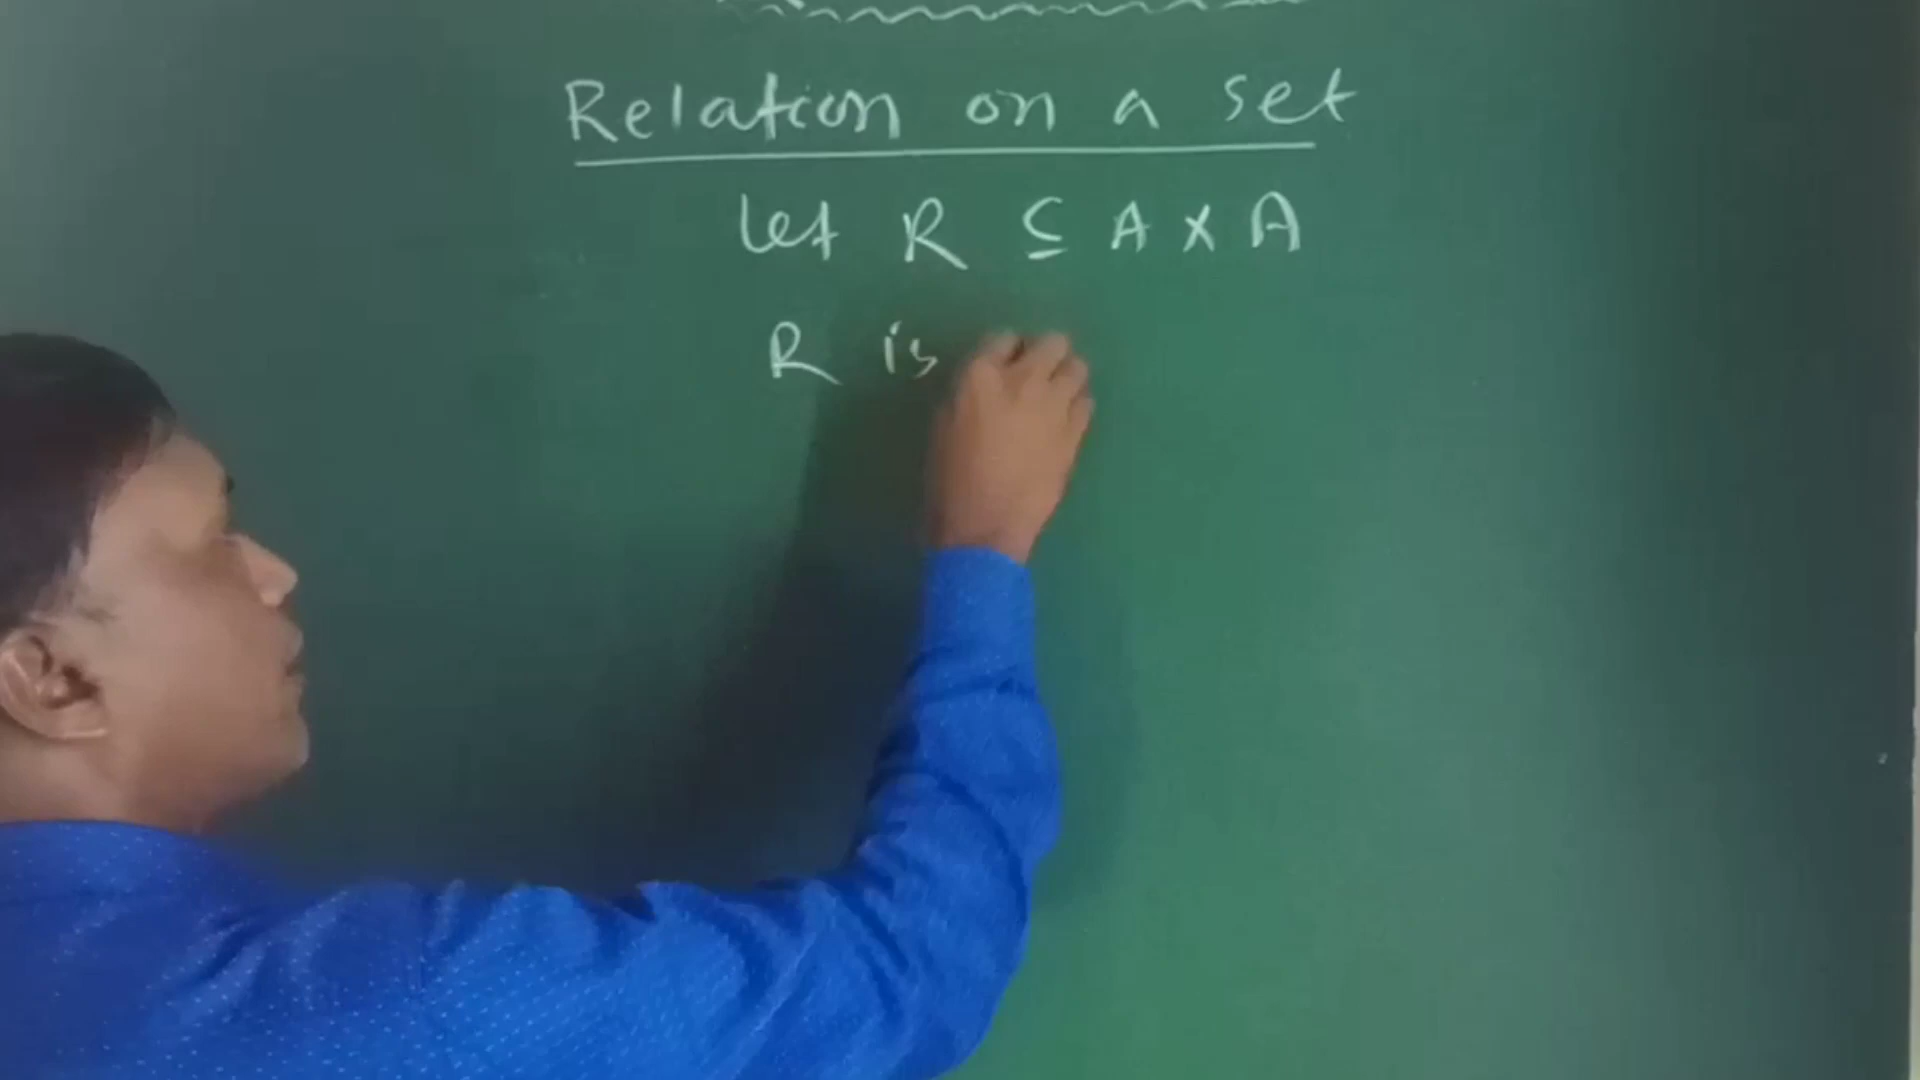 Relation on a set
Let R ⊆ A × A
R is